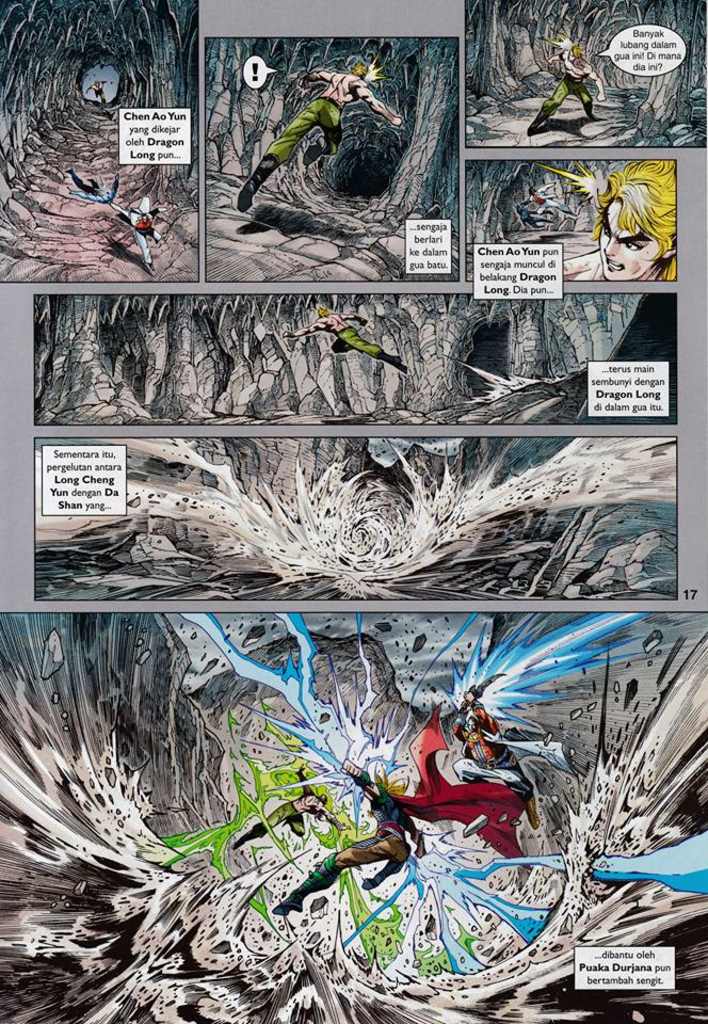 Chen Ao Yun
yang dikejar
oleh Dragon
Long pun...
!
...sengaja
berlari
ke dalam
gua batu.
Banyak
lubang dalam
gua ini! Di mana
dia ini?
Chen Ao Yun pun
sengaja muncul di
belakang Dragon
Long. Dia pun...
...terus main
sembunyi dengan
Dragon Long
di dalam gua itu.
Sementara itu,
pergelutan antara
Long Cheng
Yun dengan Da
Shan yang...
17
...dibantu oleh
Puaka Durjana pun
bertambah sengit.